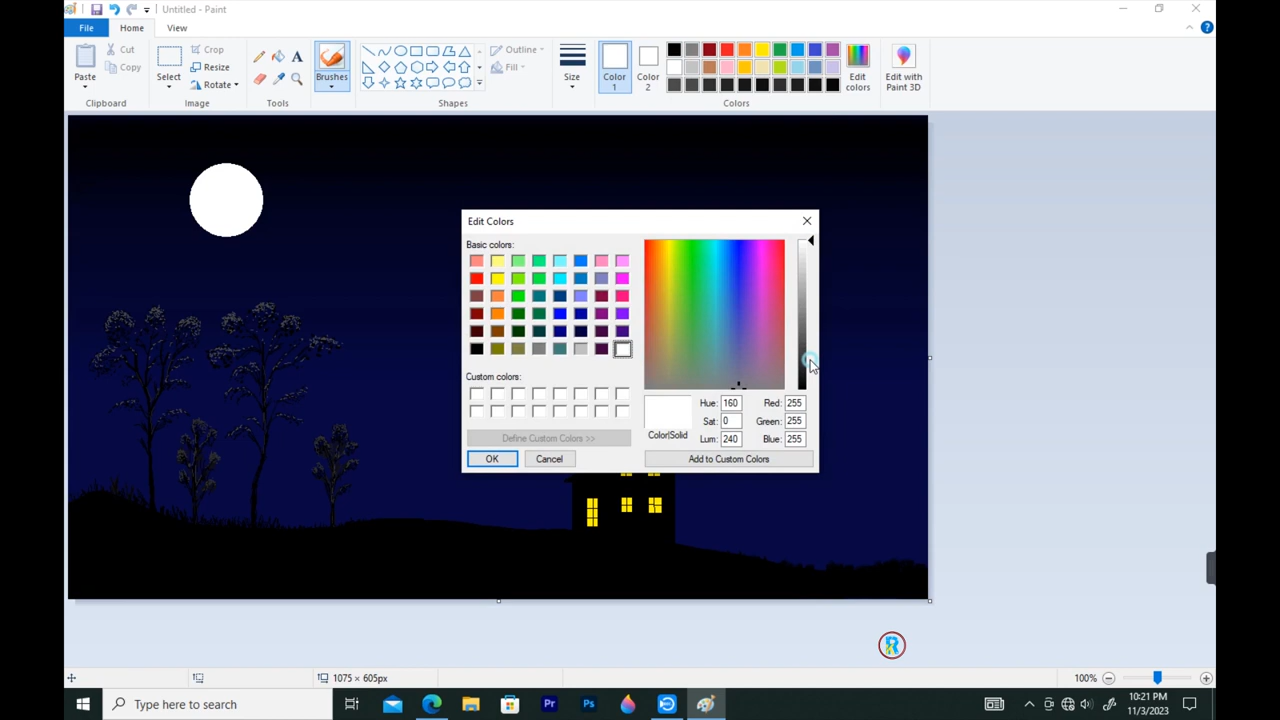 Untitled - Paint
File
Home
View
Paste
Cut
Copy
Clipboard
Select
Crop
Resize
Rotate
Image
A
Tools
Brushes
Outline
Fill
Shapes
Size
Color
1
Color
2
Edit
colors
Colors
Edit with
Paint 3D
?
Edit Colors
Basic colors:
Custom colors:
Define Custom Colors >>
OK
Cancel
Color|Solid
Hue: 160
Sat: 0
Lum: 240
Red: 255
Green: 255
Blue: 255
Add to Custom Colors
R
1075 × 605px
100%
Type here to search
Pr
Ps
10:21 PM
11/3/2023